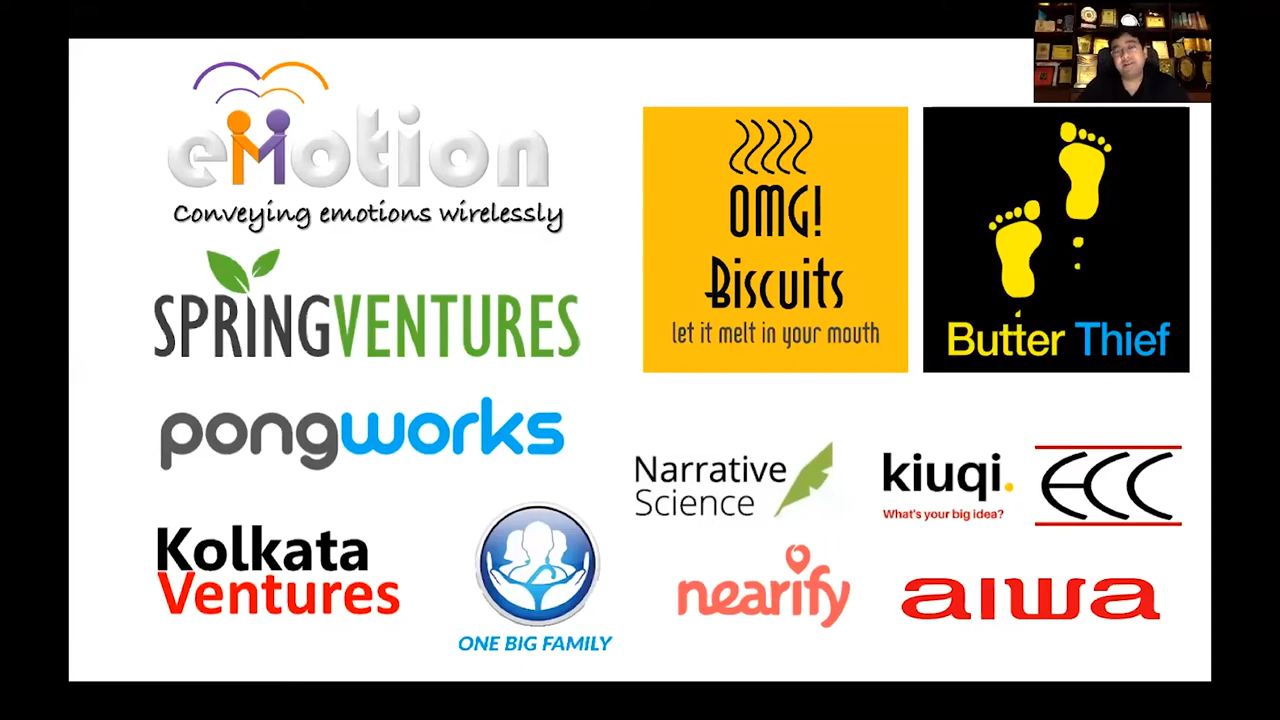 eMotion
Conveying emotions wirelessly
SPRINGVENTURES
pongworks
Kolkata
Ventures
ONE BIG FAMILY
OMG!
Biscuits
let it melt in your mouth
Butter Thief
Narrative
Science
kiuqi.
What's your big idea?
ECC
nearify
aiwa